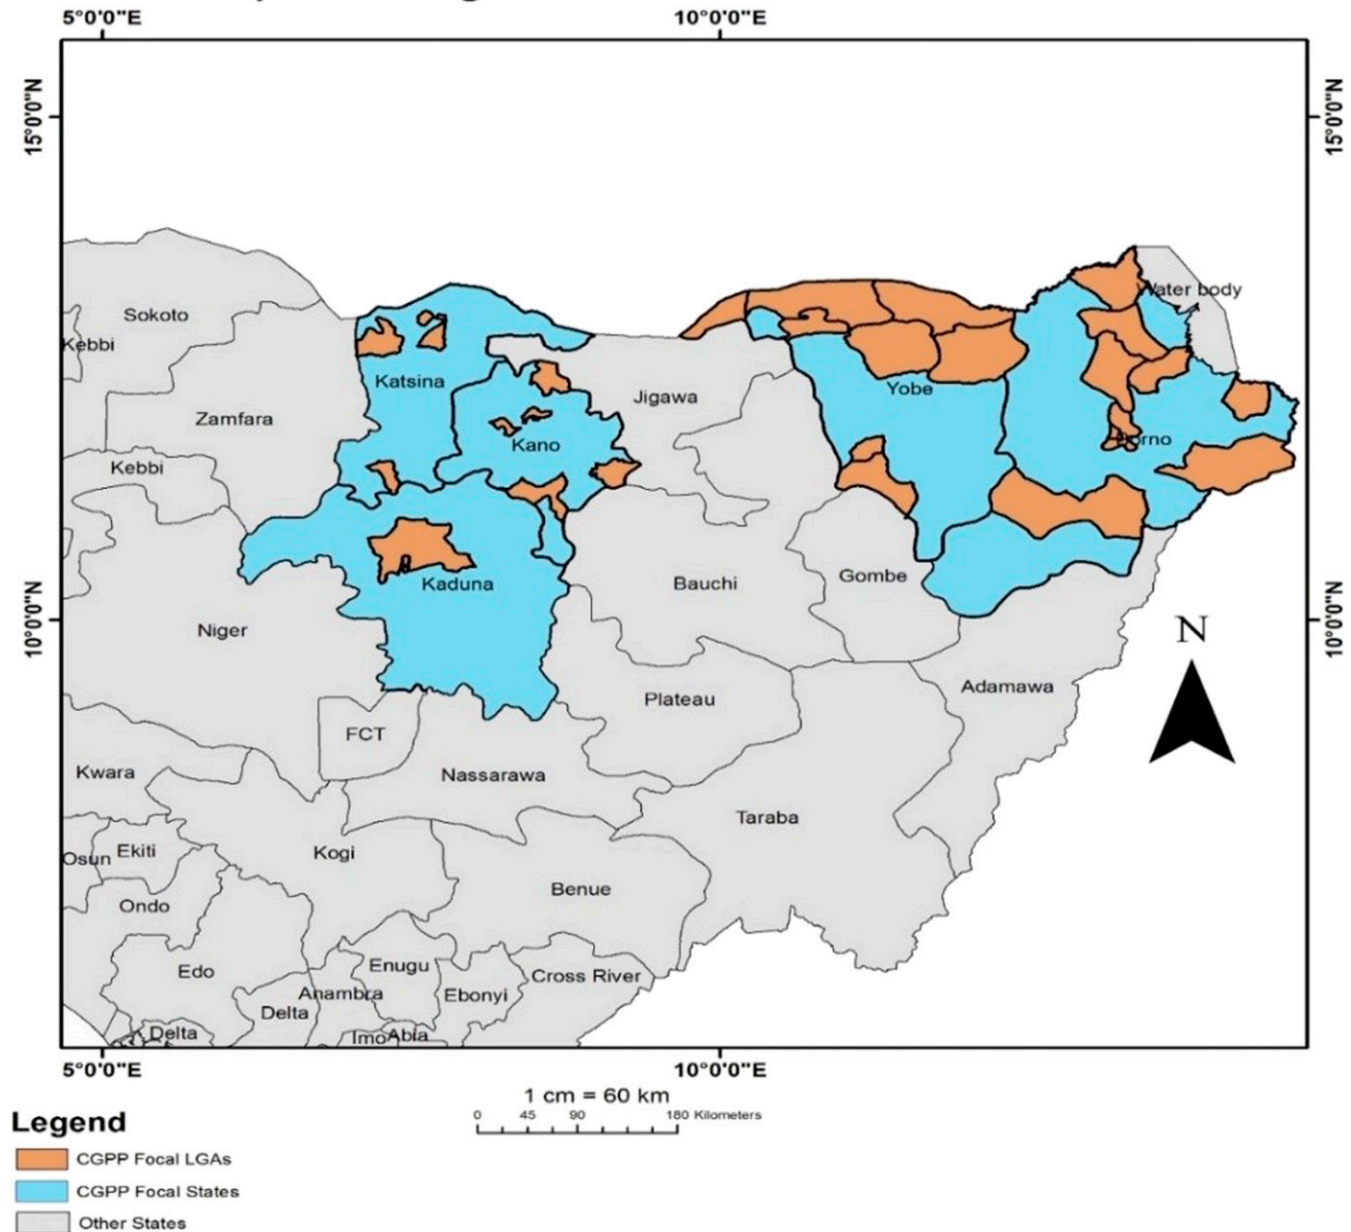 5°0'0"E 10°0'0"E
15°0'0"N 15°0'0"N
Water body
Sokoto
Kebbi
Katsina
Yobe
Jigawa
Zamfara
Kano
Kebbi
Gombe
Bauchi
Kaduna
10°0'0"N 10°0'0"N
Niger
N
Adamawa
Plateau
FCT
Kwara
Nassarawa
Taraba
Osun
Ekiti
Kogi
Benue
Ondo
Edo
Enugu
Cross River
Anambra
Ebonyi
Delta
Delta
Imo
Abia
5°0'0"E 10°0'0"E
1 cm = 60 km
0 45 90 180 Kilometers
Legend
CGPP Focal LGAs
CGPP Focal States
Other States